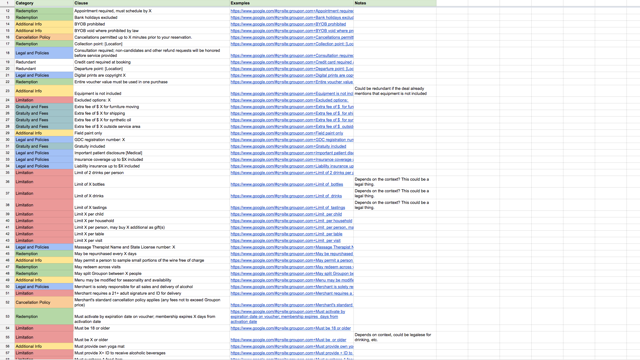 1 Category Clause Examples Notes
12 Redemption Appointment required, must schedule by X https://www.google.com/#q=site:groupon.com+Appointment required,
13 Redemption Bank holidays excluded https://www.google.com/#q=site:groupon.com+Bank holidays exclud
14 Additional Info BYOB prohibited https://www.google.com/#q=site:groupon.com+BYOB prohibited
15 Additional Info BYOB void where prohibited by law https://www.google.com/#q=site:groupon.com+BYOB void where pr
16 Cancellation Policy Cancellations permitted up to X minutes prior to your reservation. https://www.google.com/#q=site:groupon.com+Cancellations permitt
17 Redemption Collection point: [Location] https://www.google.com/#q=site:groupon.com+Collection point: [Loc
Consultation required; non-candidates and other refund requests will be honored
18 Legal and Policies before service provided https://www.google.com/#q=site:groupon.com+Consultation required
19 Redundant Credit card required at booking https://www.google.com/#q=site:groupon.com+Credit card required
20 Redundant Departure point: [Location] https://www.google.com/#q=site:groupon.com+Departure point: [Loc
21 Legal and Policies Digital prints are copyright X https://www.google.com/#q=site:groupon.com+Digital prints are cop
22 Redemption Entire voucher value must be used in one purchase https://www.google.com/#q=site:groupon.com+Entire voucher value
Could be redundant if the deal already
23 Additional Info Equipment is not included https://www.google.com/#q=site:groupon.com+Equipment is not incl mentions that equipment is not included
24 Limitation Excluded options: X https://www.google.com/#q=site:groupon.com+Excluded options:
25 Gratuity and Fees Extra fee of $ X for furniture moving https://www.google.com/#q=site:groupon.com+Extra fee of $ X for
26 Gratuity and Fees Extra fee of $ X for shipping https://www.google.com/#q=site:groupon.com+Extra fee of $ for ship
27 Gratuity and Fees Extra fee of $ X for synthetic oil https://www.google.com/#q=site:groupon.com+Extra fee of $ for syn
28 Gratuity and Fees Extra fee of $ X outside service area https://www.google.com/#q=site:groupon.com+Extra fee of $ outside
29 Additional Info Field paint only https://www.google.com/#q=site:groupon.com+Field paint only
30 Legal and Policies GDC registration number: X https://www.google.com/#q=site:groupon.com+GDC registration num
31 Gratuity and Fees Gratuity included https://www.google.com/#q=site:groupon.com+Gratuity included
32 Legal and Policies Important patient disclosure [Medical] https://www.google.com/#q=site:groupon.com+Important patient dis
33 Legal and Policies Insurance coverage up to $X included https://www.google.com/#q=site:groupon.com+Insurance coverage
34 Legal and Policies Liability insurance up to $X included https://www.google.com/#q=site:groupon.com+Liability insurance up
35 Limitation Limit of 2 drinks per person https://www.google.com/#q=site:groupon.com+Limit of 2 drinks per
Depends on the context? This could be a
36 Limitation Limit of X bottles https://www.google.com/#q=site:groupon.com+Limit of bottles legal thing.
Depends on the context? This could be a
37 Limitation Limit of X drinks https://www.google.com/#q=site:groupon.com+Limit of drinks legal thing.
Depends on the context? This could be a
38 Limitation Limit of X tastings https://www.google.com/#q=site:groupon.com+Limit of tastings legal thing.
39 Limitation Limit X per child https://www.google.com/#q=site:groupon.com+Limit per child
40 Limitation Limit X per household https://www.google.com/#q=site:groupon.com+Limit per household
41 Limitation Limit X per person, may buy X additional as gift(s) https://www.google.com/#q=site:groupon.com+Limit per person, m
42 Limitation Limit X per table https://www.google.com/#q=site:groupon.com+Limit per table
43 Limitation Limit X per visit https://www.google.com/#q=site:groupon.com+Limit per visit
44 Legal and Policies Massage Therapist Name and State License number: X https://www.google.com/#q=site:groupon.com+Massage Therapist N
45 Redemption May be repurchased every X days https://www.google.com/#q=site:groupon.com+May be repurchased
46 Additional Info May permit a person to sample small portions of the wine free of charge https://www.google.com/#q=site:groupon.com+May permit a person
47 Redemption May redeem across visits https://www.google.com/#q=site:groupon.com+May redeem across v
48 Redemption May split Groupon between X people https://www.google.com/#q=site:groupon.com+May split Groupon be
49 Additional Info Menu may be modified for seasonality and availability https://www.google.com/#q=site:groupon.com+Menu may be modifi
50 Legal and Policies Merchant is solely responsible for all sales and delivery of alcohol https://www.google.com/#q=site:groupon.com+Merchant is solely re
51 Limitation Merchant requires a 21+ adult signature and ID for delivery https://www.google.com/#q=site:groupon.com+Merchant requires a
Merchant's standard cancellation policy applies (any fees not to exceed Groupon
52 Cancellation Policy price) https://www.google.com/#q=site:groupon.com+Merchant's standard
https://www.google.com/#q=site:groupon.com+Must activate by
Must activate by expiration date on voucher; membership expires X days from expiration date on voucher; membership expires days from
53 Redemption activation date activation date
54 Limitation Must be 18 or older https://www.google.com/#q=site:groupon.com+Must be 18 or older
Depends on context, could be legalese for
55 Limitation Must be X or older https://www.google.com/#q=site:groupon.com+Must be or older drinking, etc.
56 Additional Info Must provide own yoga mat https://www.google.com/#q=site:groupon.com+Must provide own yo
57 Limitation Must provide X+ ID to receive alcoholic beverages https://www.google.com/#q=site:groupon.com+Must provide + ID to